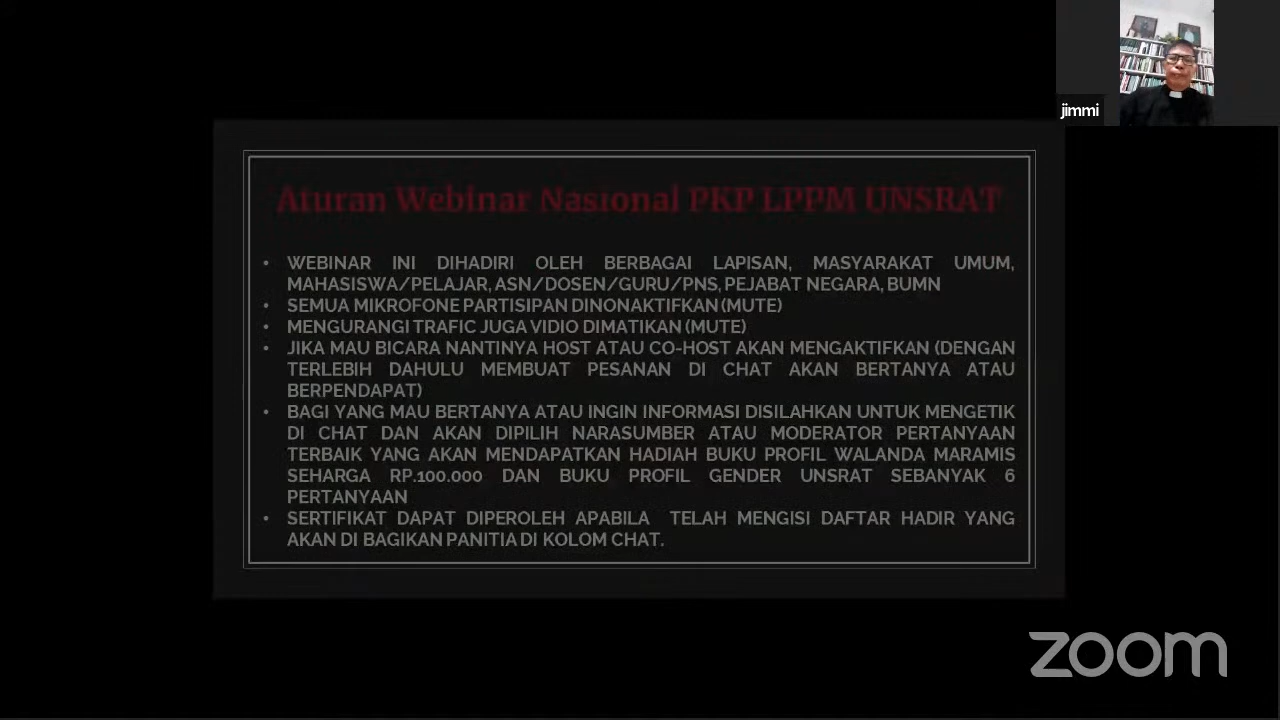 jimmi
Aturan Webinar Nasional PKP LPPM UNSRAT
• WEBINAR INI DIHADIRI OLEH BERBAGAI LAPISAN, MASYARAKAT UMUM,
MAHASISWA/PELAJAR, ASN/DOSEN/GURU/PNS, PEJABAT NEGARA, BUMN
• SEMUA MIKROFONE PARTISIPAN DINONAKTIFKAN (MUTE)
• MENGURANGI TRAFIC JUGA VIDIO DIMATIKAN (MUTE)
• JIKA MAU BICARA NANTINYA HOST ATAU CO-HOST AKAN MENGAKTIFKAN (DENGAN
TERLEBIH DAHULU MEMBUAT PESANAN DI CHAT AKAN BERTANYA ATAU
BERPENDAPAT)
• BAGI YANG MAU BERTANYA ATAU INGIN INFORMASI DISILAHKAN UNTUK MENGETIK
DI CHAT DAN AKAN DIPILIH NARASUMBER ATAU MODERATOR PERTANYAAN
TERBAIK YANG AKAN MENDAPATKAN HADIAH BUKU PROFIL WALANDA MARAMIS
SEHARGA RP.100.000 DAN BUKU PROFIL GENDER UNSRAT SEBANYAK 6
PERTANYAAN
• SERTIFIKAT DAPAT DIPEROLEH APABILA TELAH MENGISI DAFTAR HADIR YANG
AKAN DI BAGIKAN PANITIA DI KOLOM CHAT.
zoom